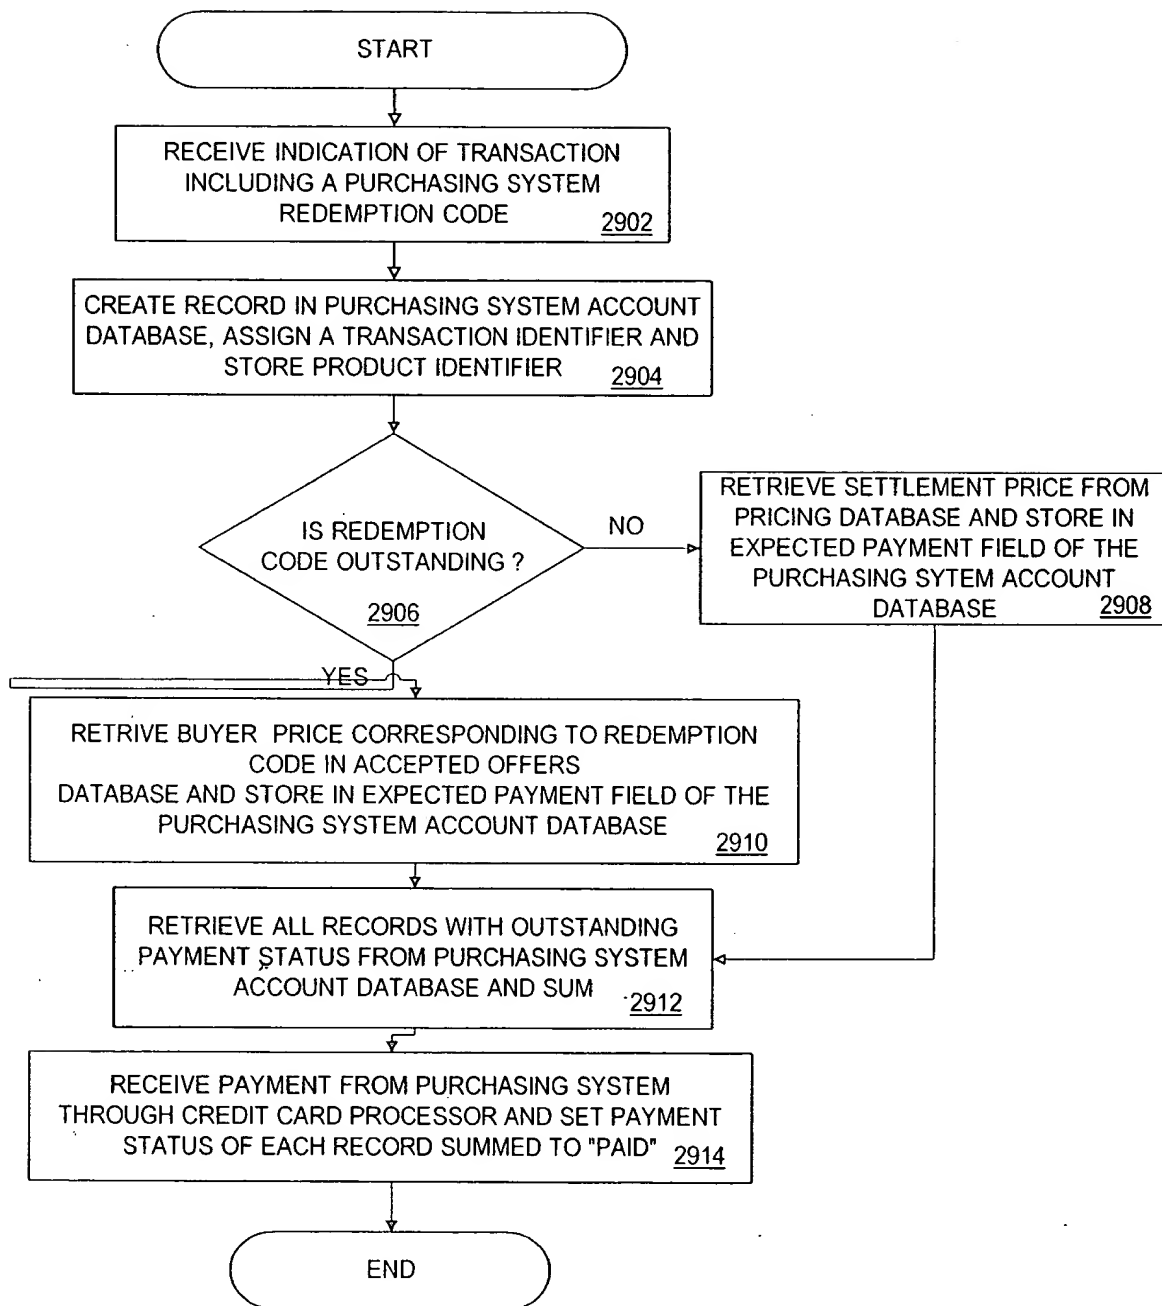 START
RECEIVE INDICATION OF TRANSACTION
INCLUDING A PURCHASING SYSTEM
REDEMPTION CODE
2902
CREATE RECORD IN PURCHASING SYSTEM ACCOUNT
DATABASE, ASSIGN A TRANSACTION IDENTIFIER AND
STORE PRODUCT IDENTIFIER
2904
IS REDEMPTION
CODE OUTSTANDING ?
2906
NO
RETRIEVE SETTLEMENT PRICE FROM
PRICING DATABASE AND STORE IN
EXPECTED PAYMENT FIELD OF THE
PURCHASING SYTEM ACCOUNT
DATABASE
2908
YES
RETRIVE BUYER PRICE CORRESPONDING TO REDEMPTION
CODE IN ACCEPTED OFFERS
DATABASE AND STORE IN EXPECTED PAYMENT FIELD OF THE
PURCHASING SYSTEM ACCOUNT DATABASE
2910
RETRIEVE ALL RECORDS WITH OUTSTANDING
PAYMENT STATUS FROM PURCHASING SYSTEM
ACCOUNT DATABASE AND SUM
2912
RECEIVE PAYMENT FROM PURCHASING SYSTEM
THROUGH CREDIT CARD PROCESSOR AND SET PAYMENT
STATUS OF EACH RECORD SUMMED TO "PAID"
2914
END